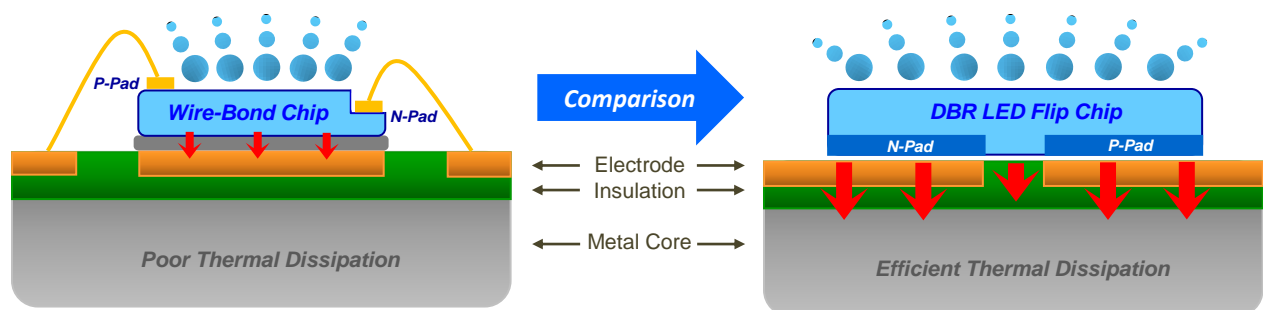 P-Pad
Wire-Bond Chip
N-Pad
Poor Thermal Dissipation
Comparison
Electrode
Insulation
Metal Core
DBR LED Flip Chip
N-Pad
P-Pad
Efficient Thermal Dissipation